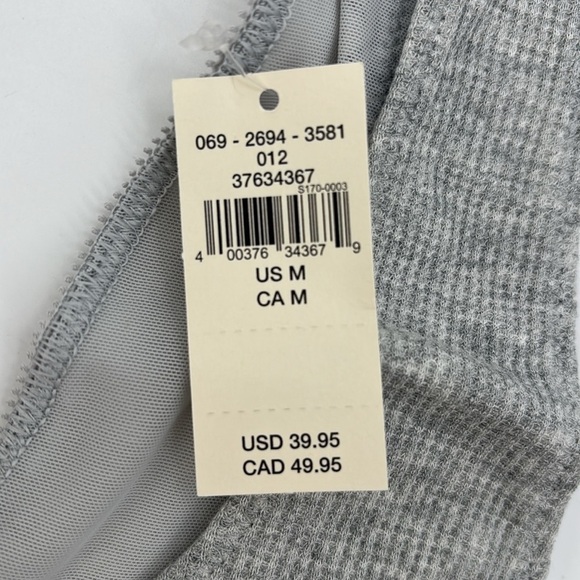 069 - 2694 - 3581
012
37634367
S170-0003
4 00376 34367 9
US M
CA M
USD 39.95
CAD 49.95